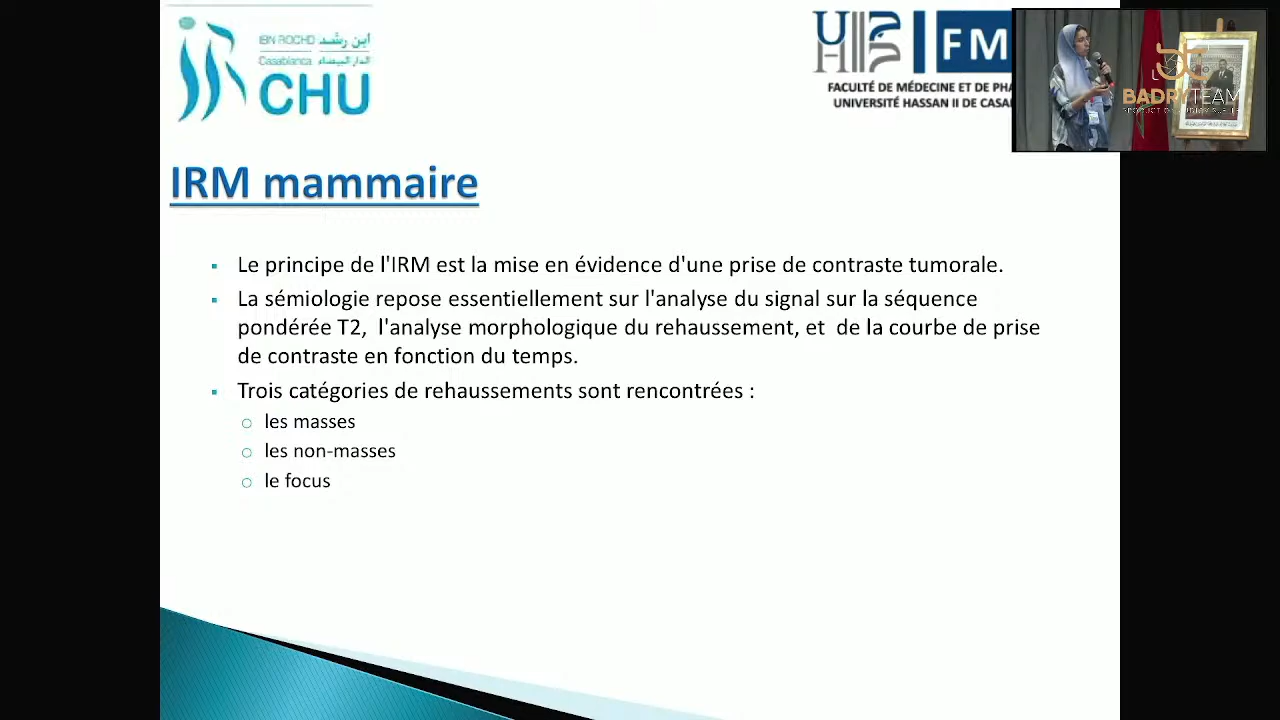 IBN ROCHD ابن رشد
Casablanca الدار البيضاء
CHU
UH
FM
FACULTÉ DE MÉDECINE ET DE PHA
UNIVERSITÉ HASSAN II DE CASA
BADRYTEAM
IRM mammaire
Le principe de l'IRM est la mise en évidence d'une prise de contraste tumorale.
La sémiologie repose essentiellement sur l'analyse du signal sur la séquence
pondérée T2, l'analyse morphologique du rehaussement, et de la courbe de prise
de contraste en fonction du temps.
Trois catégories de rehaussements sont rencontrées :
les masses
les non-masses
le focus